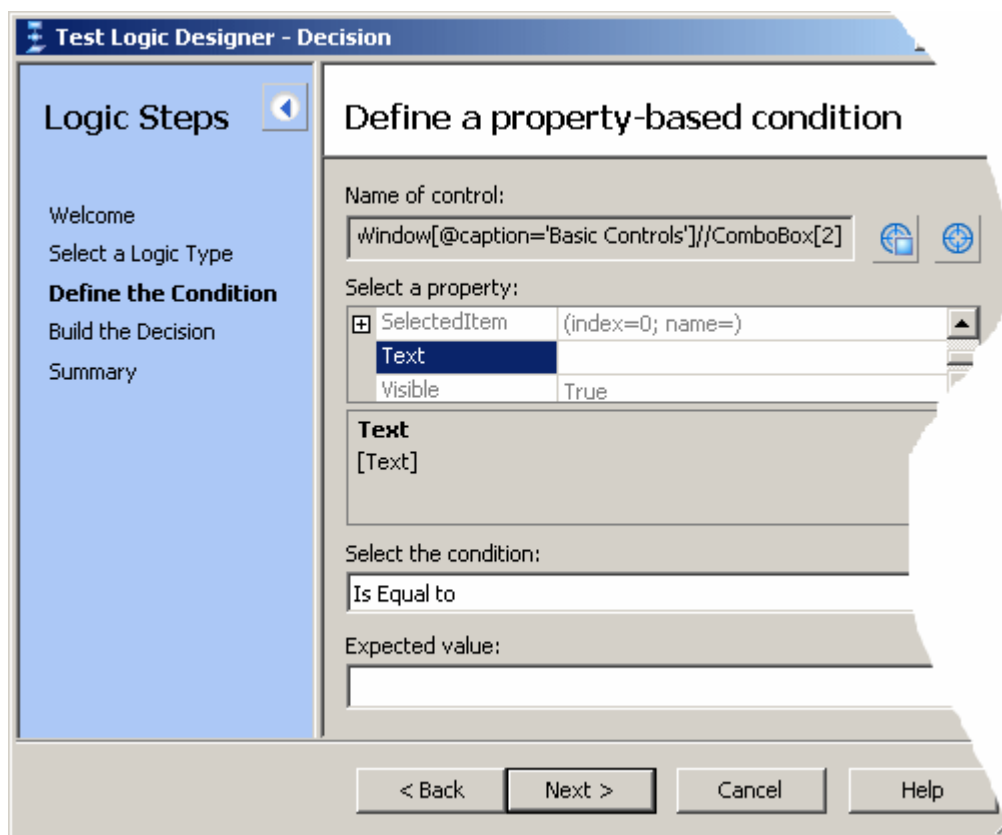 Test Logic Designer - Decision
Logic Steps
Welcome
Select a Logic Type
Define the Condition
Build the Decision
Summary
Define a property-based condition
Name of control:
Window[@caption='Basic Controls']//ComboBox[2]
Select a property:
SelectedItem (index=0; name=)
Text
Visible True
Text
[Text]
Select the condition:
Is Equal to
Expected value:
< Back Next > Cancel Help